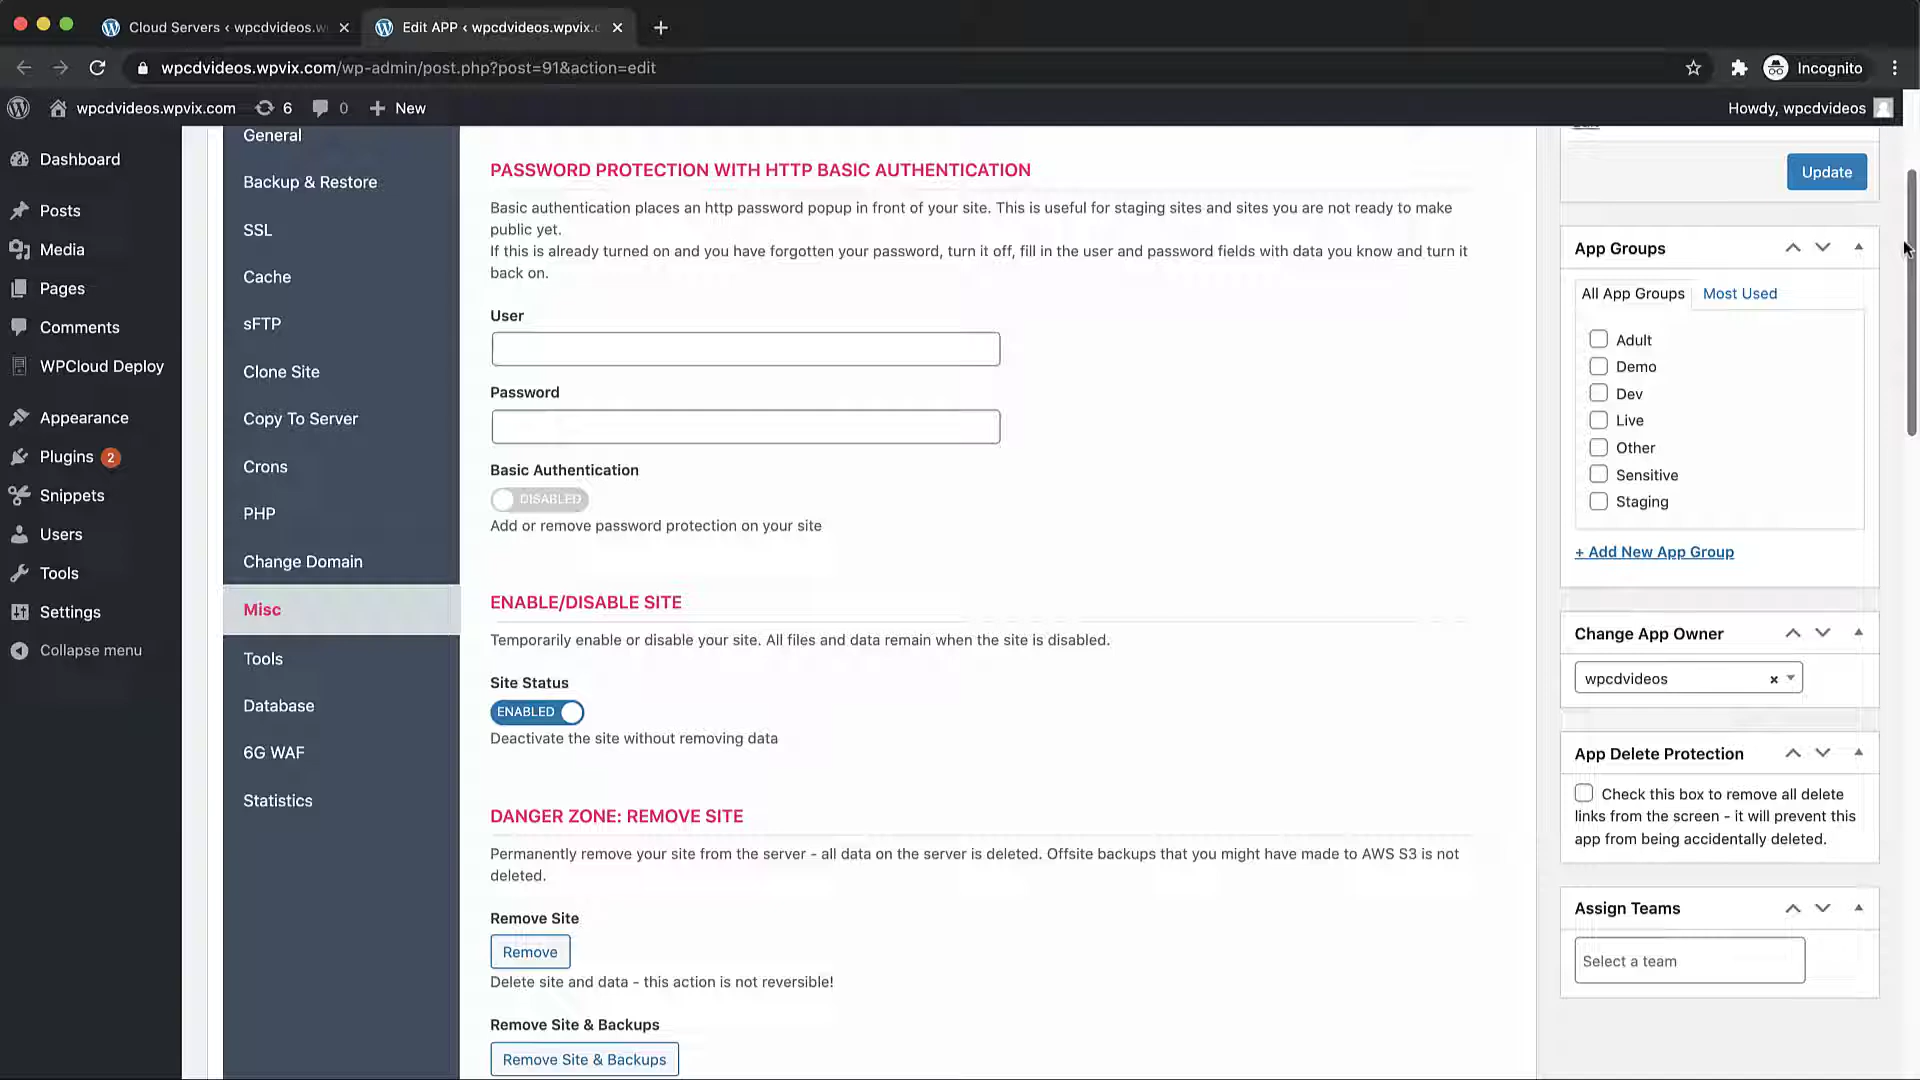 Cloud Servers < wpcdvideos.w
Edit APP < wpcdvideos.wpvix.
wpcdvideos.wpvix.com/wp-admin/post.php?post=91&action=edit
Incognito
wpcdvideos.wpvix.com
6
0
New
Howdy, wpcdvideos
Dashboard
Posts
Media
Pages
Comments
WPCloud Deploy
Appearance
Plugins 2
Snippets
Users
Tools
Settings
Collapse menu
General
Backup & Restore
SSL
Cache
sFTP
Clone Site
Copy To Server
Crons
PHP
Change Domain
Misc
Tools
Database
6G WAF
Statistics
PASSWORD PROTECTION WITH HTTP BASIC AUTHENTICATION
Basic authentication places an http password popup in front of your site. This is useful for staging sites and sites you are not ready to make
public yet.
If this is already turned on and you have forgotten your password, turn it off, fill in the user and password fields with data you know and turn it
back on.
User
Password
Basic Authentication
DISABLED
Add or remove password protection on your site
ENABLE/DISABLE SITE
Temporarily enable or disable your site. All files and data remain when the site is disabled.
Site Status
ENABLED
Deactivate the site without removing data
DANGER ZONE: REMOVE SITE
Permanently remove your site from the server - all data on the server is deleted. Offsite backups that you might have made to AWS S3 is not
deleted.
Remove Site
Remove
Delete site and data - this action is not reversible!
Remove Site & Backups
Remove Site & Backups
Update
App Groups
All App Groups
Most Used
Adult
Demo
Dev
Live
Other
Sensitive
Staging
+ Add New App Group
Change App Owner
wpcdvideos
App Delete Protection
Check this box to remove all delete
links from the screen - it will prevent this
app from being accidentally deleted.
Assign Teams
Select a team